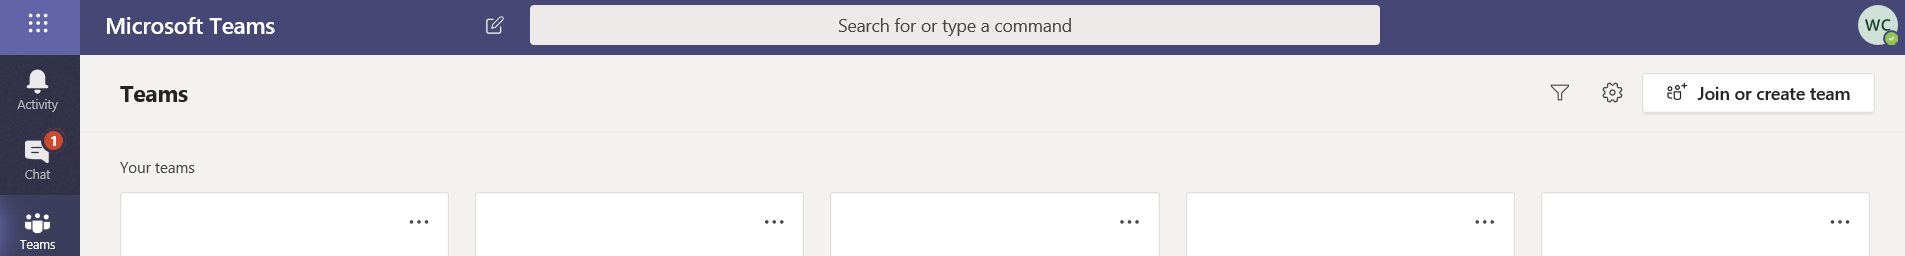 Microsoft Teams
Search for or type a command
WC
Activity
Teams
Join or create team
1
Chat
Your teams
Teams